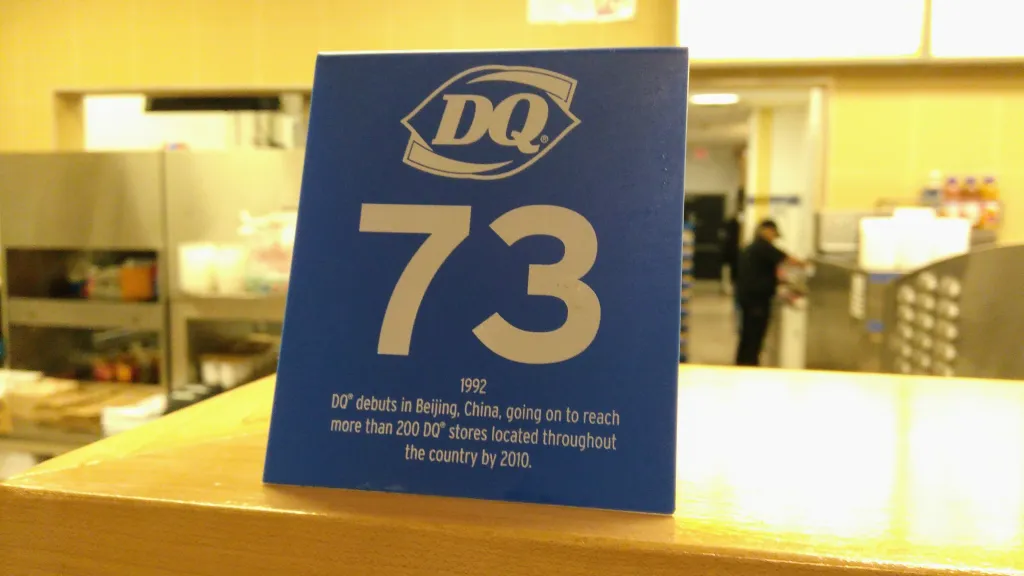 DQ®
73
1992
DQ® debuts in Beijing, China, going on to reach
more than 200 DQ® stores located throughout
the country by 2010.